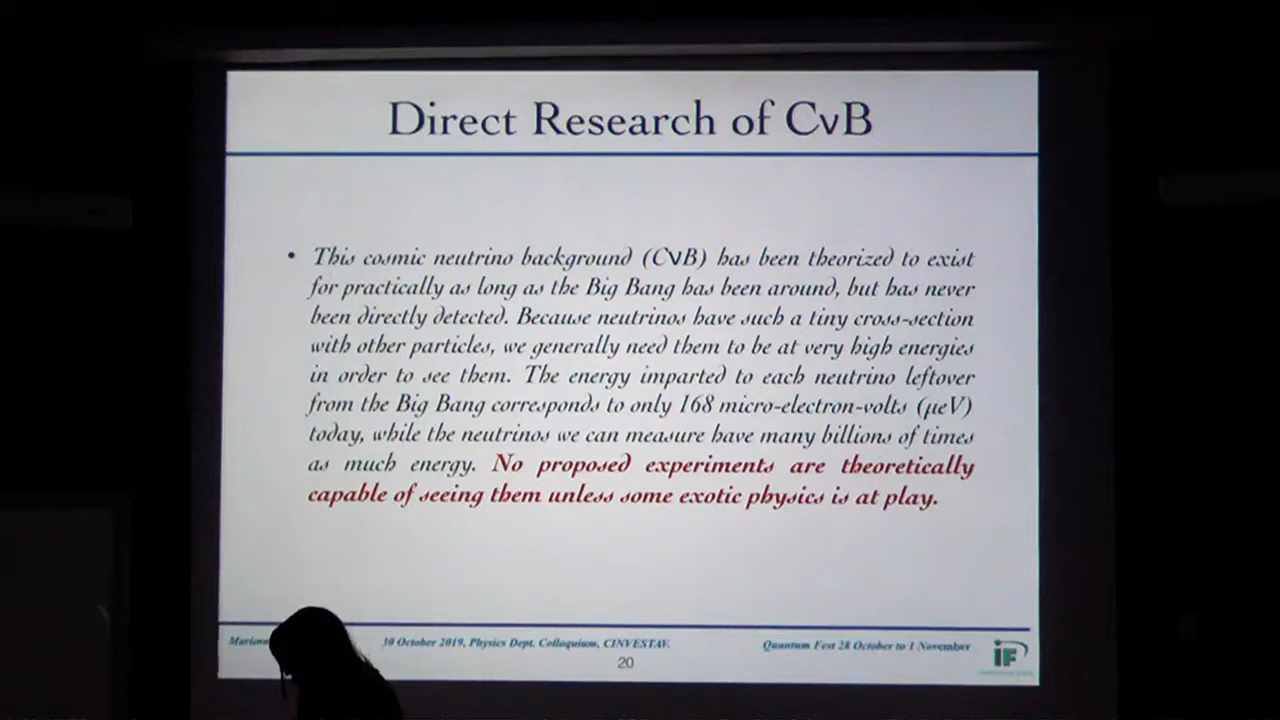 Direct Research of CνB
• This cosmic neutrino background (CνB) has been theorized to exist
for practically as long as the Big Bang has been around, but has never
been directly detected. Because neutrinos have such a tiny cross-section
with other particles, we generally need them to be at very high energies
in order to see them. The energy imparted to each neutrino leftover
from the Big Bang corresponds to only 168 micro-electron-volts (μeV)
today, while the neutrinos we can measure have many billions of times
as much energy. No proposed experiments are theoretically
capable of seeing them unless some exotic physics is at play.
30 October 2019, Physics Dept. Colloquium, CINVESTAV. Quantum Fest 28 October to 1 November
20
iF